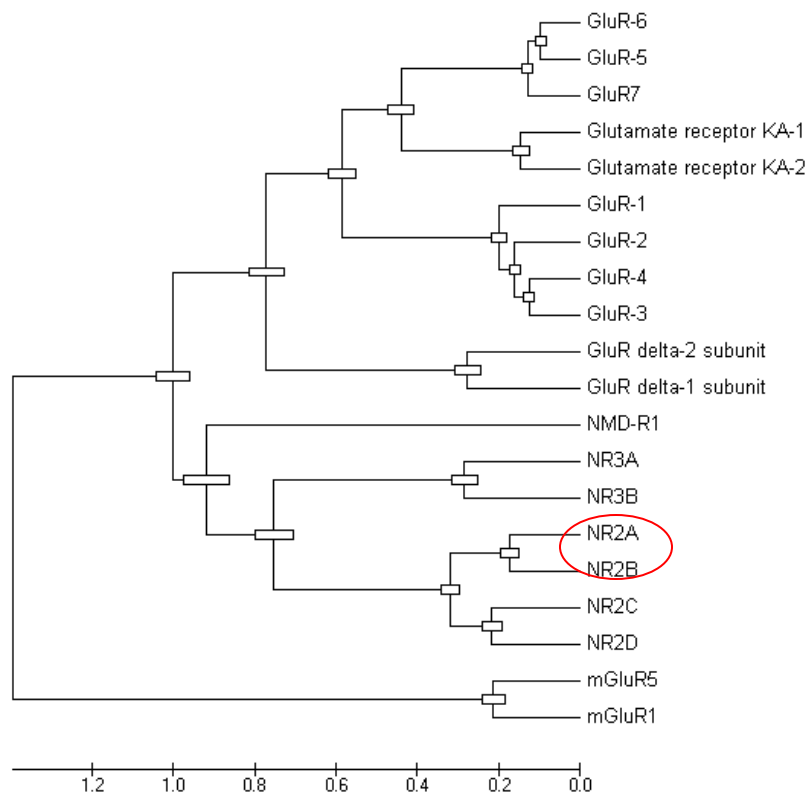 GluR-6
GluR-5
GluR7
Glutamate receptor KA-1
Glutamate receptor KA-2
GluR-1
GluR-2
GluR-4
GluR-3
GluR delta-2 subunit
GluR delta-1 subunit
NMD-R1
NR3A
NR3B
NR2A
NR2B
NR2C
NR2D
mGluR5
mGluR1
1.2 1.0 0.8 0.6 0.4 0.2 0.0